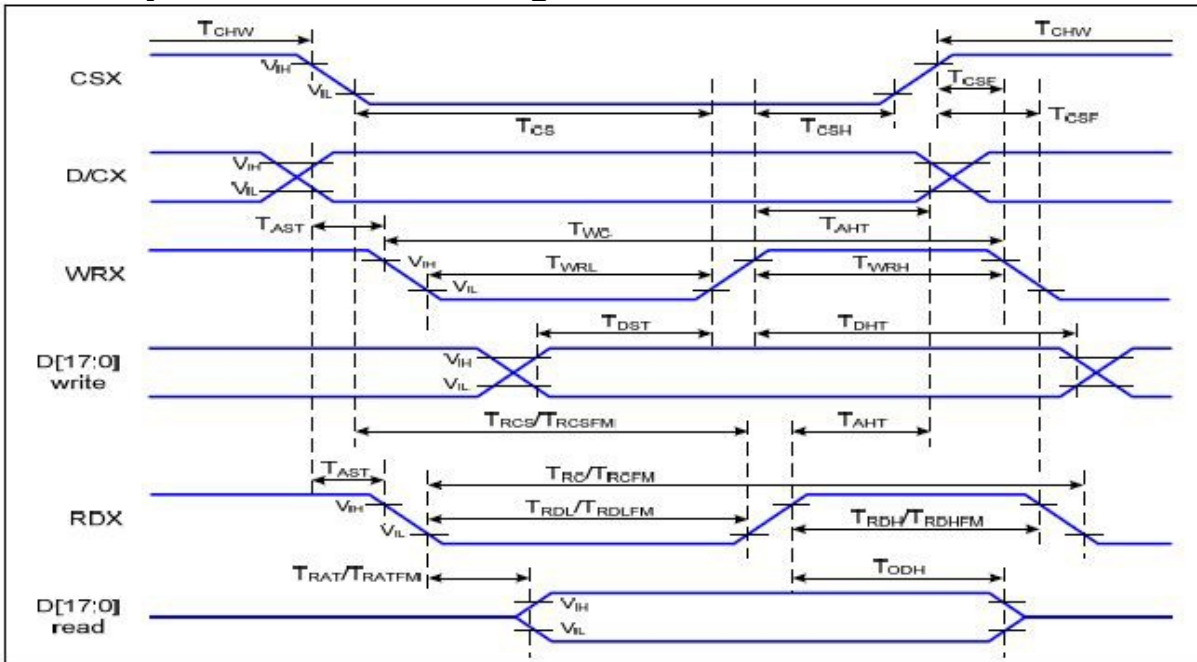 TCHW TCHW
CSX VIH
VIL
TCSF
TCS TCSH TCSF
D/CX VIH
VIL
TAST TWC TAHT
WRX VIH TWRL TWRH
VIL
TDST TDHT
D[17:0] VIH
write VIL
TRCS/TRCSFM TAHT
TAST TRC/TRCFM
RDX VIH TRDL/TRDLFM TRDH/TRDHFM
VIL
TRAT/TRATFM TODH
D[17:0] VIH
read VIL